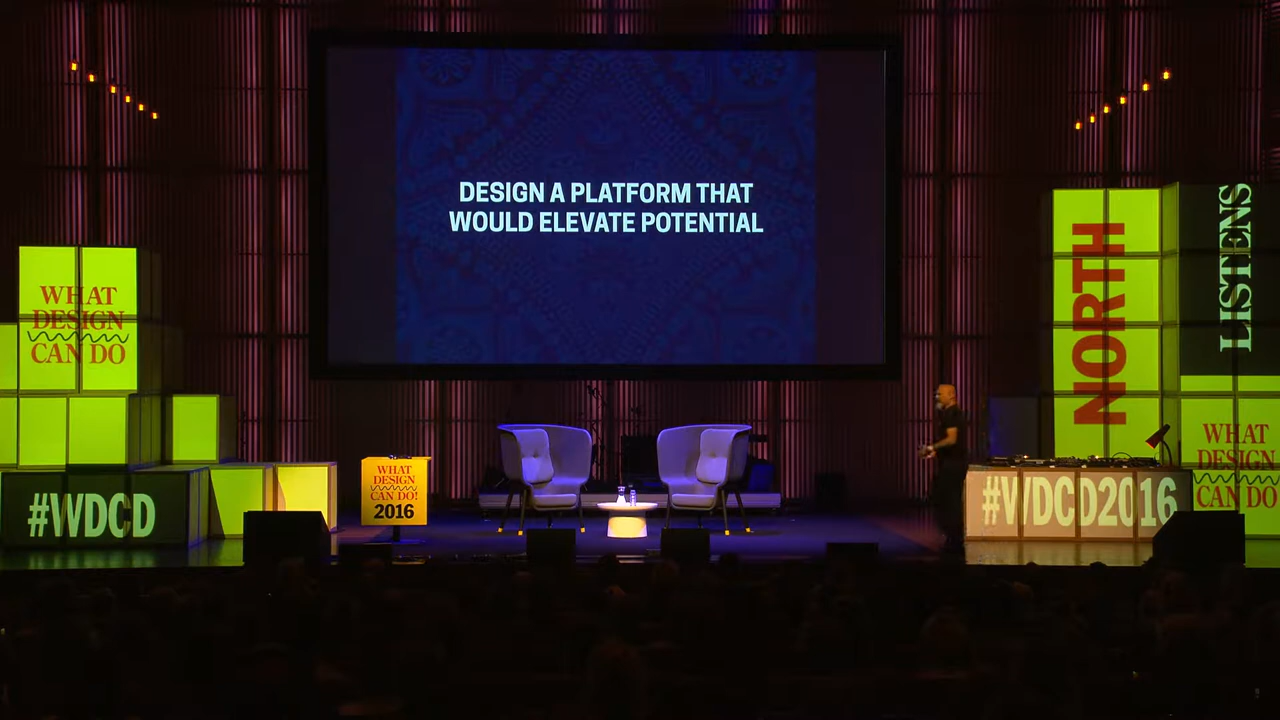 DESIGN A PLATFORM THAT
WOULD ELEVATE POTENTIAL
WHAT
DESIGN
CAN DO
#WDCD
WHAT
DESIGN
CAN DO!
2016
NORTH
LISTENS
WHAT
DESIGN
CAN DO
#WDCD2016